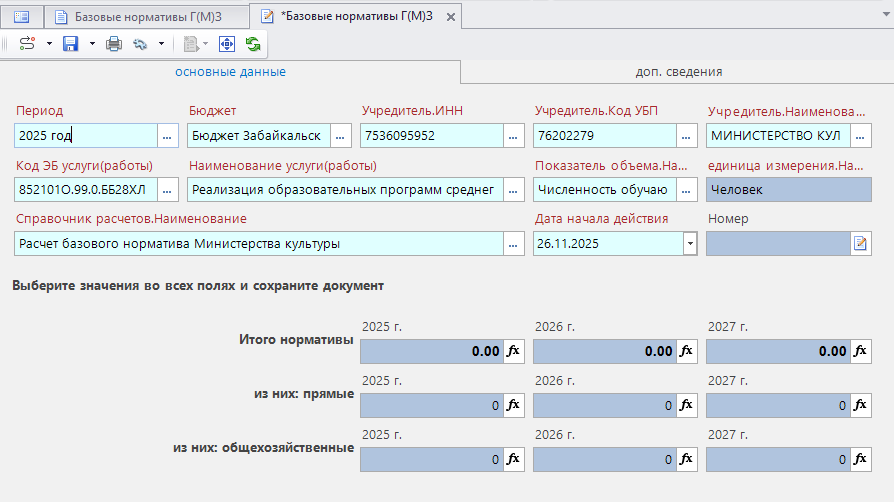 Базовые нормативы Г(М)З
*Базовые нормативы Г(М)З
основные данные
доп. сведения
Период
Бюджет
Учредитель.ИНН
Учредитель.Код УБП
Учредитель.Наименова...
2025 год
...
Бюджет Забайкальск
...
7536095952
...
76202279
...
МИНИСТЕРСТВО КУЛ
...
Код ЭБ услуги(работы)
Наименование услуги(работы)
Показатель объема.На...
единица измерения.На...
852101О.99.0.ББ28ХЛ
...
Реализация образовательных программ среднег
...
Численность обучаю
...
Человек
Справочник расчетов.Наименование
Дата начала действия
Номер
Расчет базового норматива Министерства культуры
...
26.11.2025
Выберите значения во всех полях и сохраните документ
2025 г.
2026 г.
2027 г.
Итого нормативы
0.00
fx
0.00
fx
0.00
fx
2025 г.
2026 г.
2027 г.
из них: прямые
0
fx
0
fx
0
fx
2025 г.
2026 г.
2027 г.
из них: общехозяйственные
0
fx
0
fx
0
fx